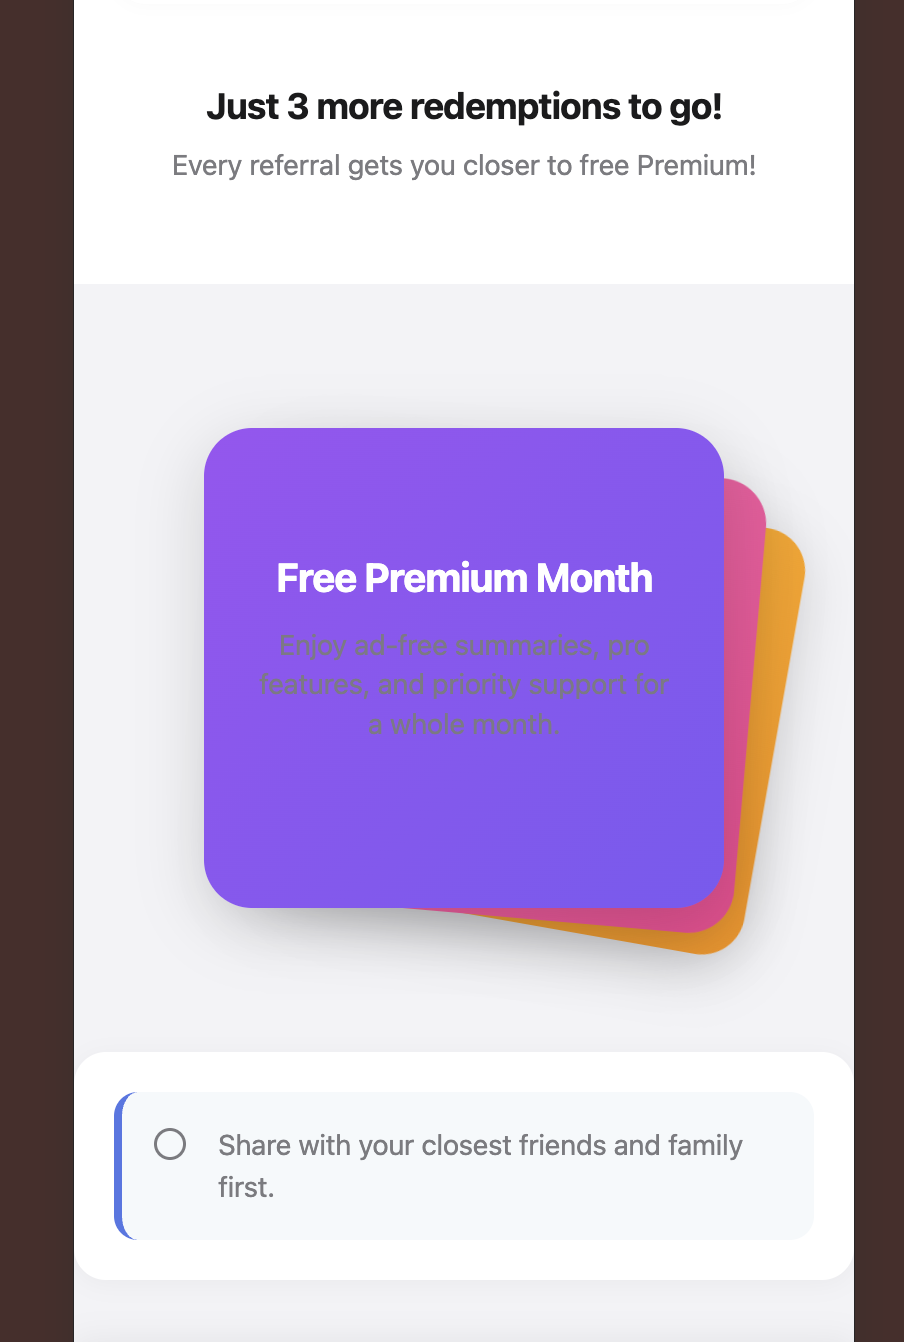 Just 3 more redemptions to go!
Every referral gets you closer to free Premium!
Free Premium Month
Enjoy ad-free summaries, pro
features, and priority support for
a whole month.
Share with your closest friends and family
first.